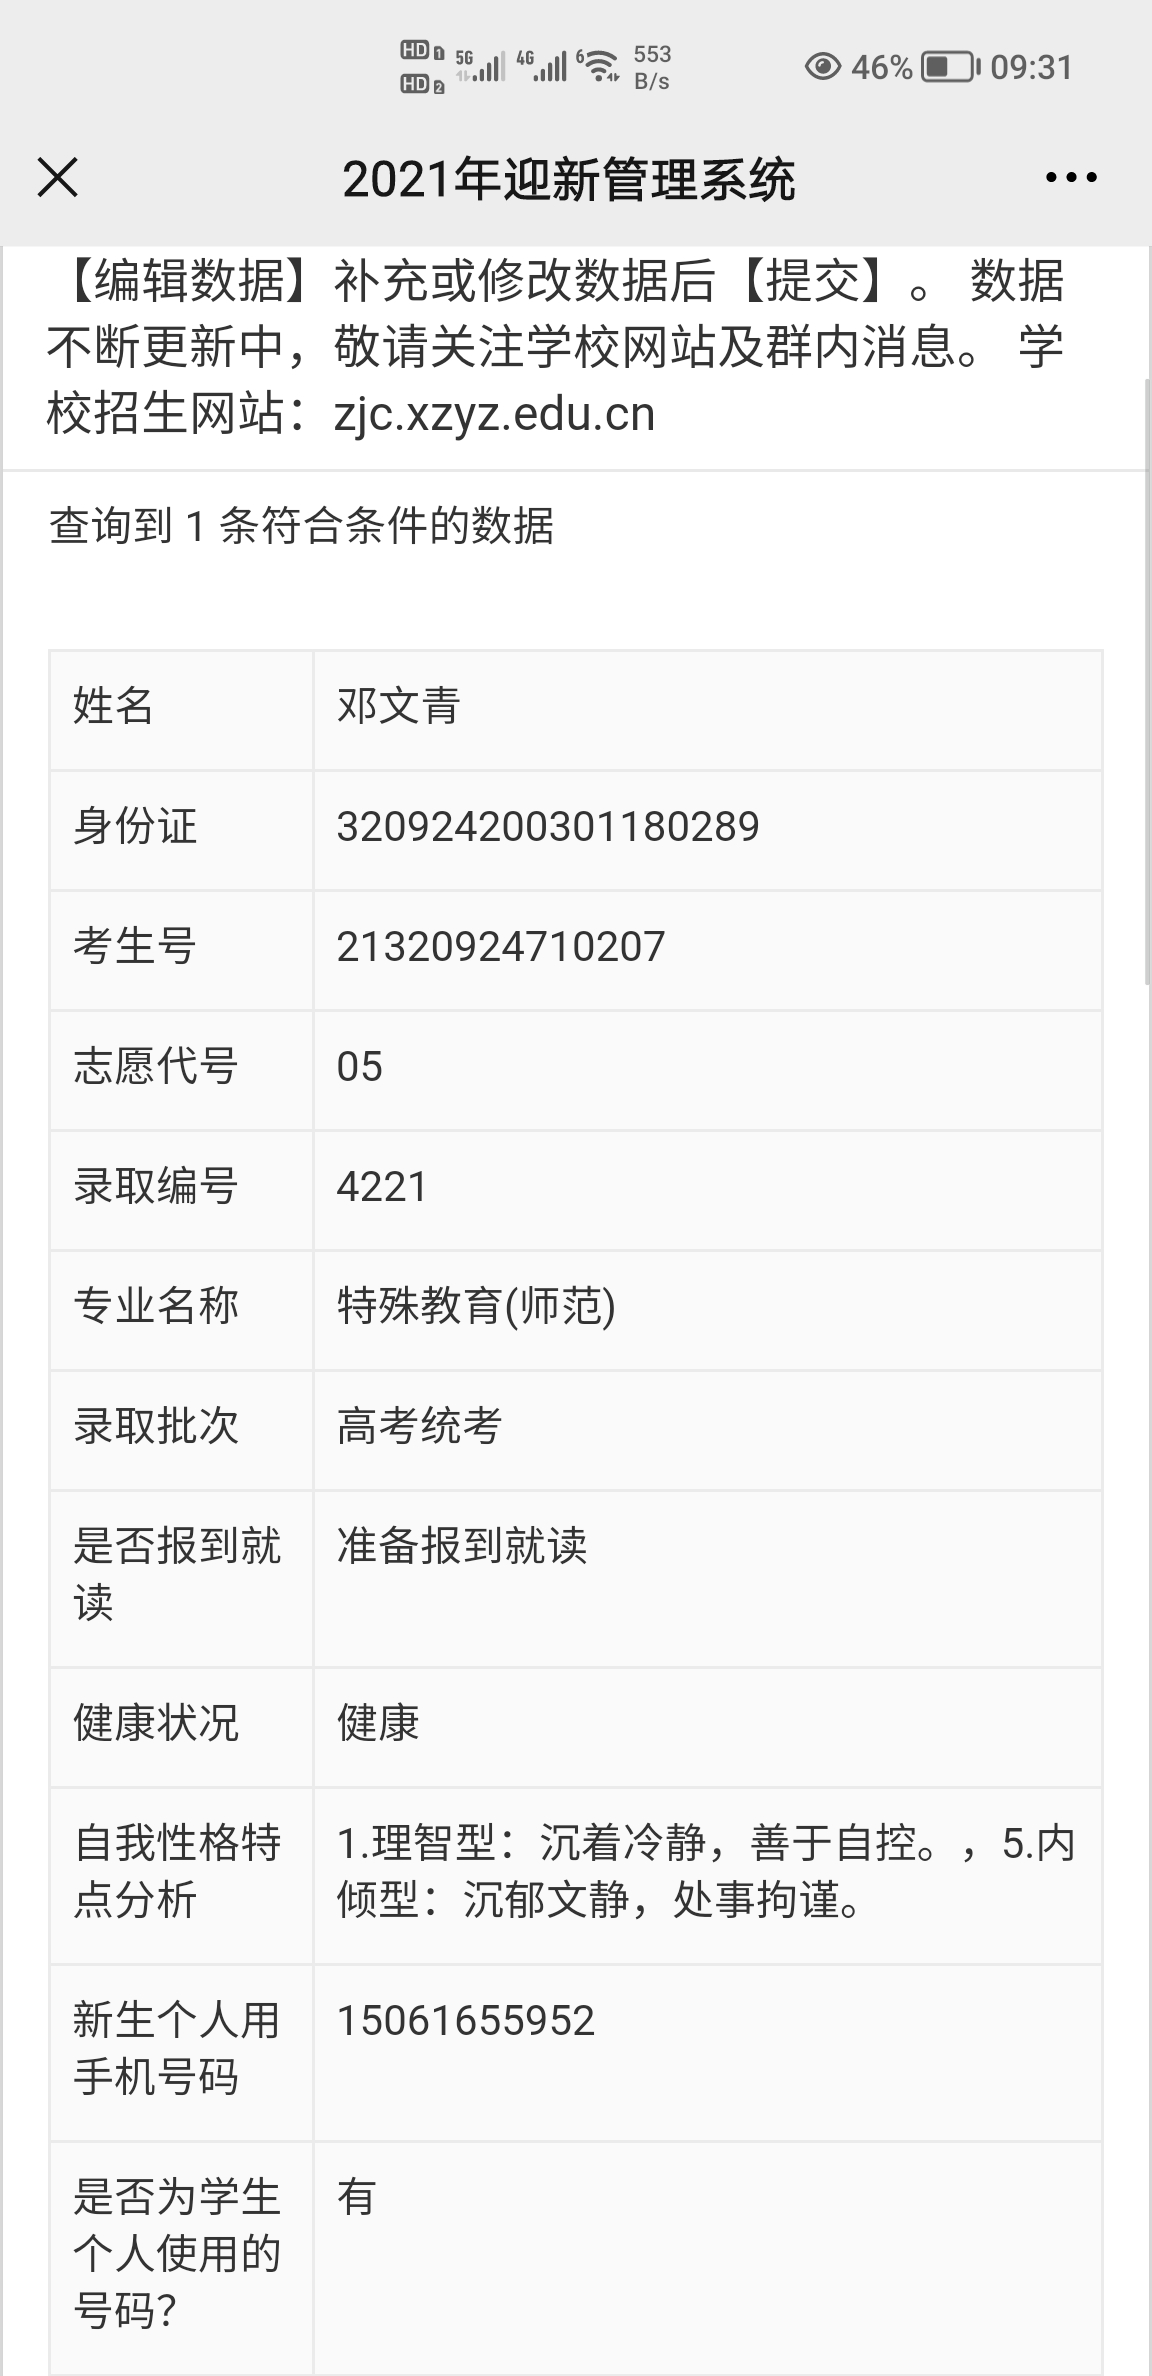 HD 1 5G 4G 6 553
HD 2 B/s
46% 09:31
2021年迎新管理系统
【编辑数据】补充或修改数据后【提交】。 数据
不断更新中，敬请关注学校网站及群内消息。 学
校招生网站：zjc.xzyz.edu.cn
查询到 1 条符合条件的数据
姓名 邓文青
身份证 320924200301180289
考生号 21320924710207
志愿代号 05
录取编号 4221
专业名称 特殊教育(师范)
录取批次 高考统考
是否报到就 准备报到就读
读
健康状况 健康
自我性格特 1.理智型：沉着冷静，善于自控。，5.内
点分析 倾型：沉郁文静，处事拘谨。
新生个人用 15061655952
手机号码
是否为学生 有
个人使用的
号码？